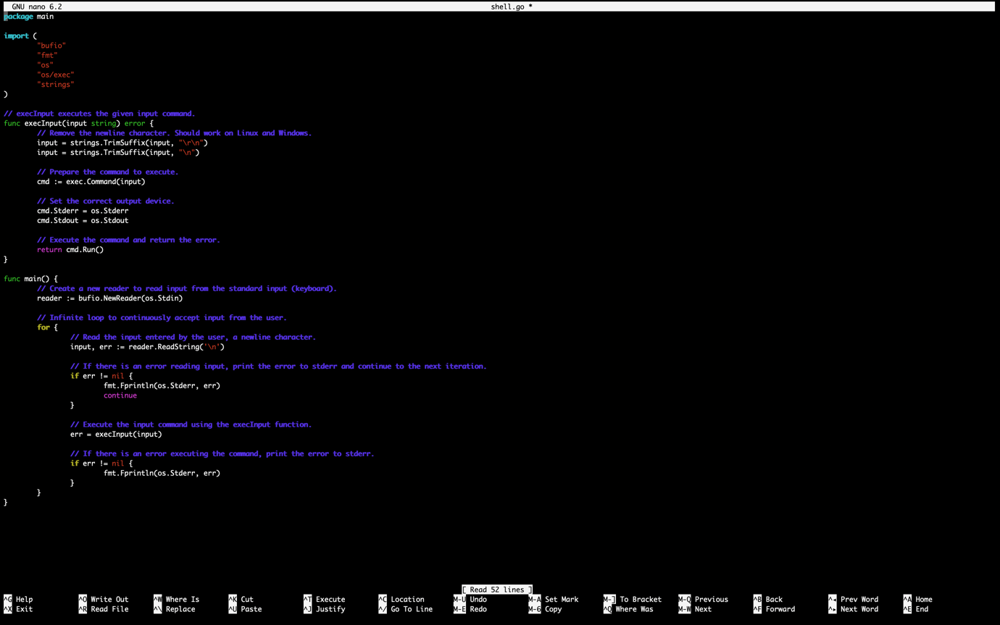 GNU nano 6.2 shell.go *
package main
import (
"bufio"
"fmt"
"os"
"os/exec"
"strings"
)
// execInput executes the given input command.
func execInput(input string) error {
// Remove the newline character. Should work on Linux and Windows.
input = strings.TrimSuffix(input, "\r\n")
input = strings.TrimSuffix(input, "\n")
// Prepare the command to execute.
cmd := exec.Command(input)
// Set the correct output device.
cmd.Stderr = os.Stderr
cmd.Stdout = os.Stdout
// Execute the command and return the error.
return cmd.Run()
}
func main() {
// Create a new reader to read input from the standard input (keyboard).
reader := bufio.NewReader(os.Stdin)
// Infinite loop to continuously accept input from the user.
for {
// Read the input entered by the user, a newline character.
input, err := reader.ReadString('\n')
// If there is an error reading input, print the error to stderr and continue to the next iteration.
if err != nil {
fmt.Fprintln(os.Stderr, err)
continue
}
// Execute the input command using the execInput function.
err = execInput(input)
// If there is an error executing the command, print the error to stderr.
if err != nil {
fmt.Fprintln(os.Stderr, err)
}
}
}
[ Read 52 lines ]
^G Help ^O Write Out ^W Where Is ^K Cut ^T Execute ^C Location M-U Undo M-A Set Mark M-] To Bracket M-Q Previous ^B Back ^◂ Prev Word ^A Home
^X Exit ^R Read File ^\ Replace ^U Paste ^J Justify ^/ Go To Line M-E Redo M-6 Copy ^Q Where Was M-W Next ^F Forward ^▸ Next Word ^E End